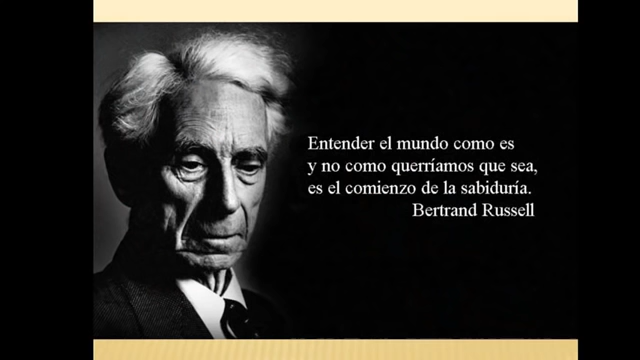 Entender el mundo como es
y no como querríamos que sea,
es el comienzo de la sabiduría.
Bertrand Russell